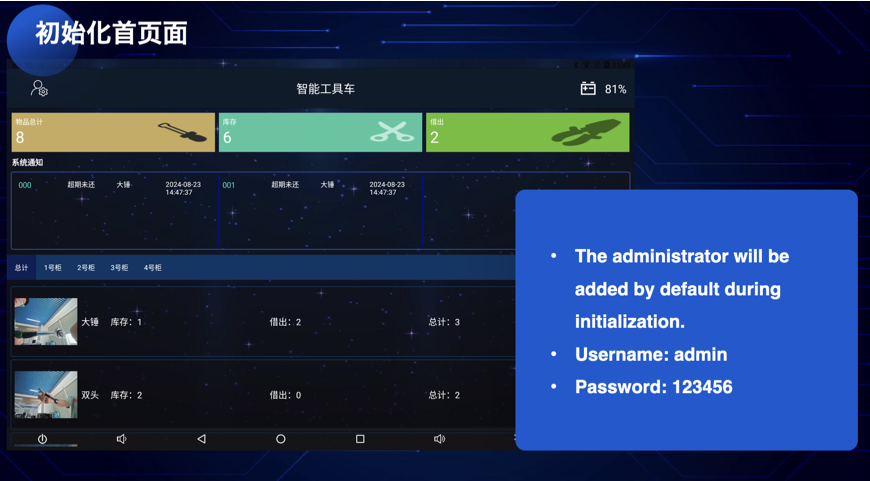 初始化首页面
智能工具车
81%
物品总计
8
库存
6
借出
2
系统通知
000 超期未还 大锤 2024-08-23 14:47:37
001 超期未还 大锤 2024-08-23 14:47:37
总计 1号柜 2号柜 3号柜 4号柜
大锤 库存：1 借出：2 总计：3
双头 库存：2 借出：0 总计：2
• The administrator will be
added by default during
initialization.
• Username: admin
• Password: 123456